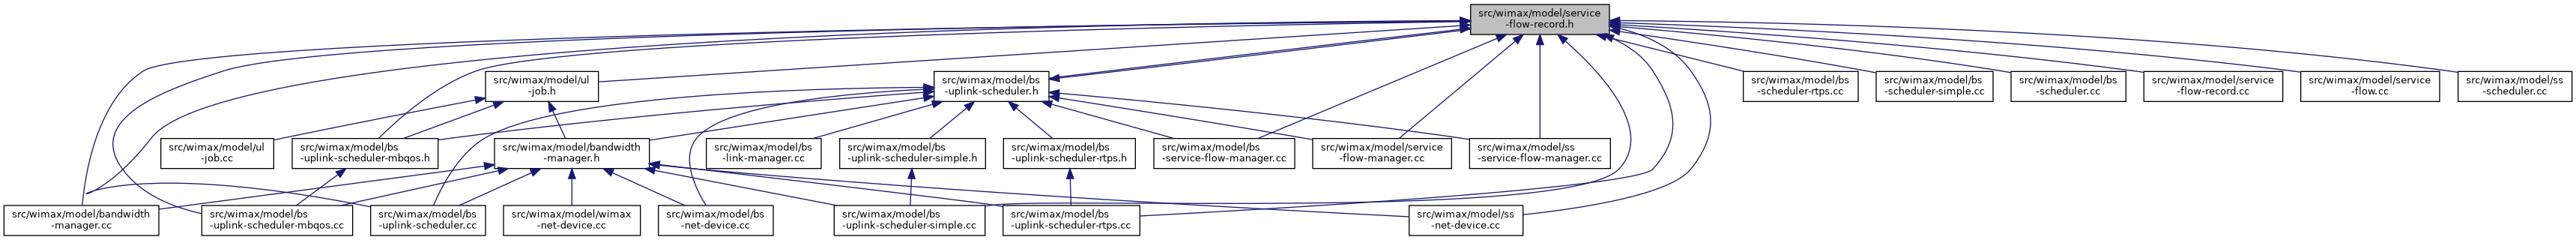 src/wimax/model/service
-flow-record.h
src/wimax/model/ul
-job.h
src/wimax/model/bs
-uplink-scheduler.h
src/wimax/model/bs
-scheduler-rtps.cc
src/wimax/model/bs
-scheduler-simple.cc
src/wimax/model/bs
-scheduler.cc
src/wimax/model/service
-flow-record.cc
src/wimax/model/service
-flow.cc
src/wimax/model/ss
-scheduler.cc
src/wimax/model/ul
-job.cc
src/wimax/model/bs
-uplink-scheduler-mbqos.h
src/wimax/model/bandwidth
-manager.h
src/wimax/model/bs
-link-manager.cc
src/wimax/model/bs
-uplink-scheduler-simple.h
src/wimax/model/bs
-uplink-scheduler-rtps.h
src/wimax/model/bs
-service-flow-manager.cc
src/wimax/model/service
-flow-manager.cc
src/wimax/model/ss
-service-flow-manager.cc
src/wimax/model/bandwidth
-manager.cc
src/wimax/model/bs
-uplink-scheduler-mbqos.cc
src/wimax/model/bs
-uplink-scheduler.cc
src/wimax/model/wimax
-net-device.cc
src/wimax/model/bs
-net-device.cc
src/wimax/model/bs
-uplink-scheduler-simple.cc
src/wimax/model/bs
-uplink-scheduler-rtps.cc
src/wimax/model/ss
-net-device.cc